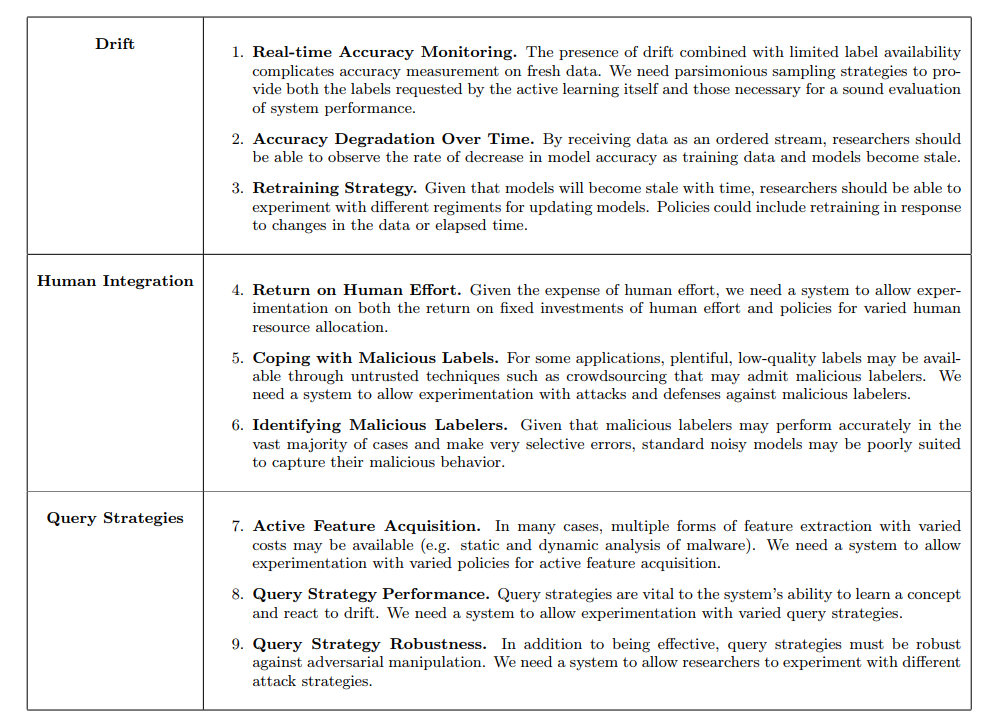 Drift
1. Real-time Accuracy Monitoring. The presence of drift combined with limited label availability
complicates accuracy measurement on fresh data. We need parsimonious sampling strategies to pro-
vide both the labels requested by the active learning itself and those necessary for a sound evaluation
of system performance.
2. Accuracy Degradation Over Time. By receiving data as an ordered stream, researchers should
be able to observe the rate of decrease in model accuracy as training data and models become stale.
3. Retraining Strategy. Given that models will become stale with time, researchers should be able to
experiment with different regiments for updating models. Policies could include retraining in response
to changes in the data or elapsed time.
Human Integration
4. Return on Human Effort. Given the expense of human effort, we need a system to allow exper-
imentation on both the return on fixed investments of human effort and policies for varied human
resource allocation.
5. Coping with Malicious Labels. For some applications, plentiful, low-quality labels may be avail-
able through untrusted techniques such as crowdsourcing that may admit malicious labelers. We
need a system to allow experimentation with attacks and defenses against malicious labelers.
6. Identifying Malicious Labelers. Given that malicious labelers may perform accurately in the
vast majority of cases and make very selective errors, standard noisy models may be poorly suited
to capture their malicious behavior.
Query Strategies
7. Active Feature Acquisition. In many cases, multiple forms of feature extraction with varied
costs may be available (e.g. static and dynamic analysis of malware). We need a system to allow
experimentation with varied policies for active feature acquisition.
8. Query Strategy Performance. Query strategies are vital to the system's ability to learn a concept
and react to drift. We need a system to allow experimentation with varied query strategies.
9. Query Strategy Robustness. In addition to being effective, query strategies must be robust
against adversarial manipulation. We need a system to allow researchers to experiment with different
attack strategies.